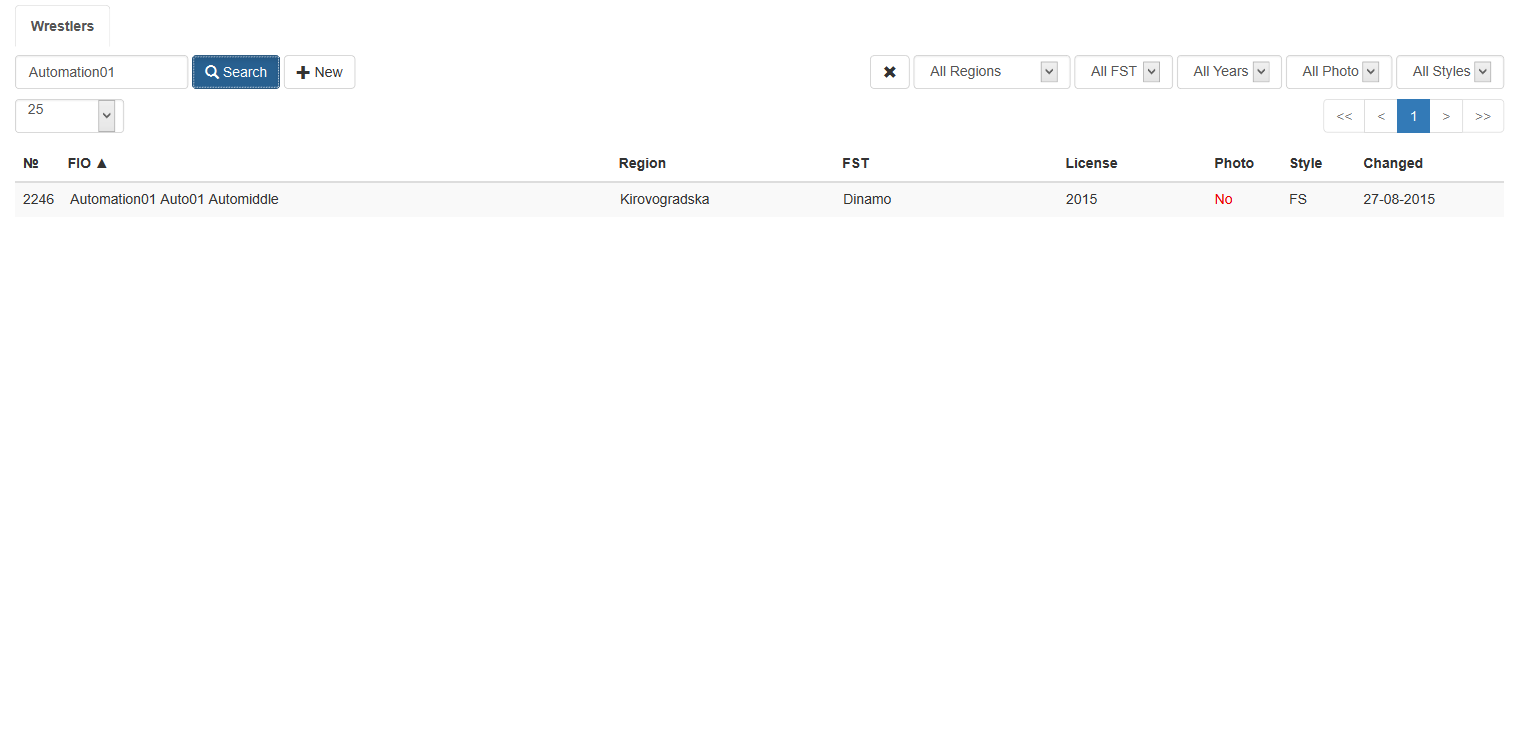 Wrestlers
Automation01 Search New All Regions All FST All Years All Photo All Styles
25 << < 1 > >>
№ FIO ▲ Region FST License Photo Style Changed
2246 Automation01 Auto01 Automiddle Kirovogradska Dinamo 2015 No FS 27-08-2015